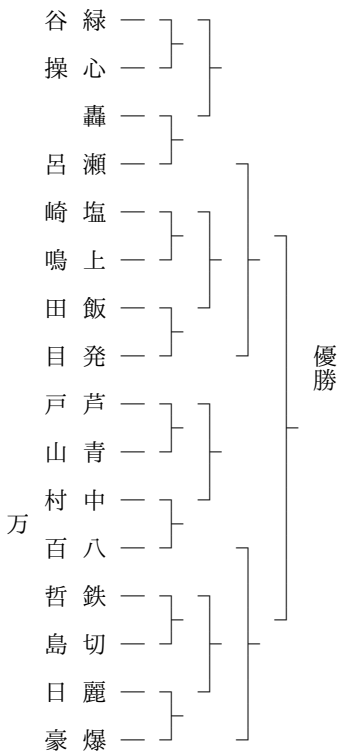 緑谷
心操
轟
瀬呂
塩崎
上鳴
飯田
発目
芦戸
青山
中村
八百万
鉄哲
切島
麗日
爆豪
優勝